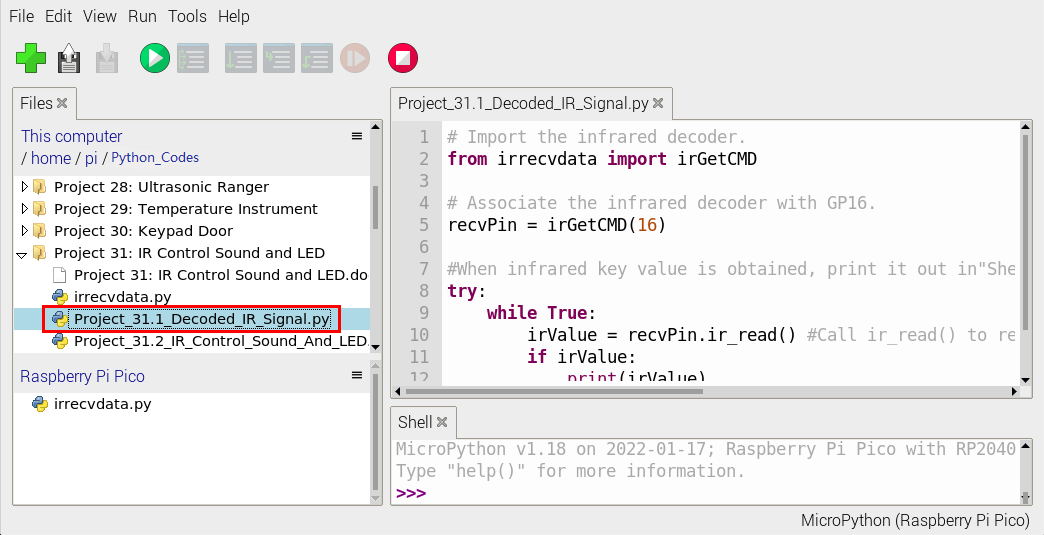 File Edit View Run Tools Help
Files
This computer
/ home / pi / Python_Codes
Project 28: Ultrasonic Ranger
Project 29: Temperature Instrument
Project 30: Keypad Door
Project 31: IR Control Sound and LED
Project 31: IR Control Sound and LED.do
irrecvdata.py
Project_31.1_Decoded_IR_Signal.py
Project_31.2_IR_Control_Sound_And_LED.
Raspberry Pi Pico
irrecvdata.py
Project_31.1_Decoded_IR_Signal.py
1 # Import the infrared decoder.
2 from irrecvdata import irGetCMD
3
4 # Associate the infrared decoder with GP16.
5 recvPin = irGetCMD(16)
6
7 #When infrared key value is obtained, print it out in"She
8 try:
9 while True:
10 irValue = recvPin.ir_read() #Call ir_read() to re
11 if irValue:
12 print(irValue)
Shell
MicroPython v1.18 on 2022-01-17; Raspberry Pi Pico with RP2040
Type "help()" for more information.
>>>
MicroPython (Raspberry Pi Pico)